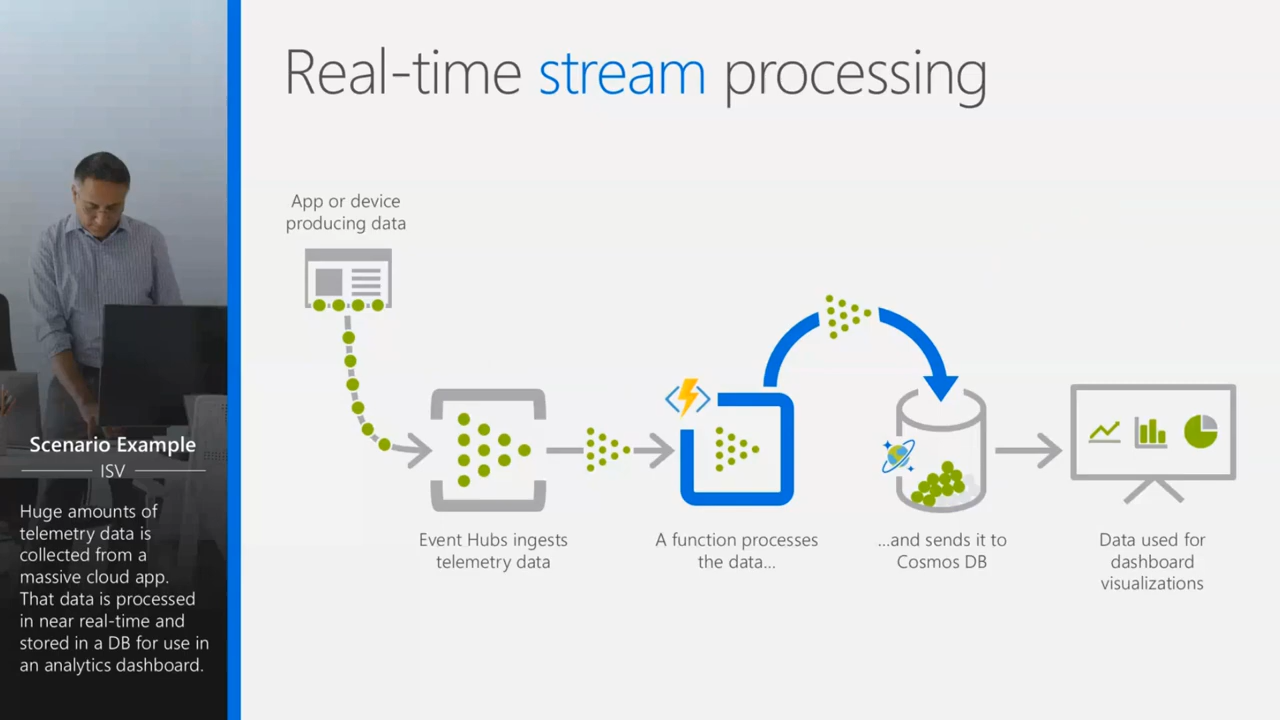 Real-time stream processing
App or device
producing data
Event Hubs ingests
telemetry data
A function processes
the data...
...and sends it to
Cosmos DB
Data used for
dashboard
visualizations
Scenario Example
ISV
Huge amounts of
telemetry data is
collected from a
massive cloud app.
That data is processed
in near real-time and
stored in a DB for use in
an analytics dashboard.